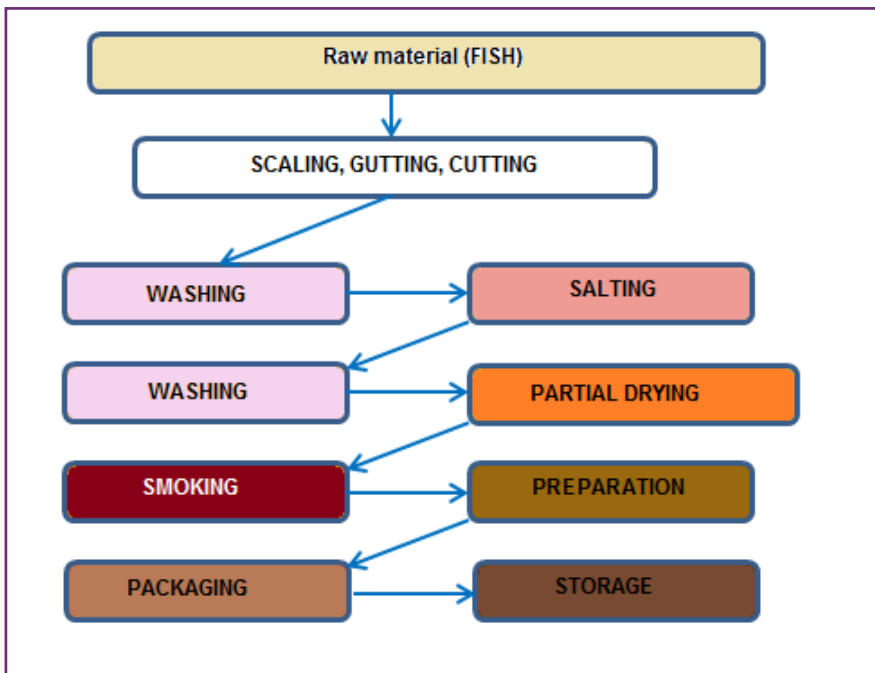 Raw material (FISH)
SCALING, GUTTING, CUTTING
WASHING
SALTING
WASHING
PARTIAL DRYING
SMOKING
PREPARATION
PACKAGING
STORAGE